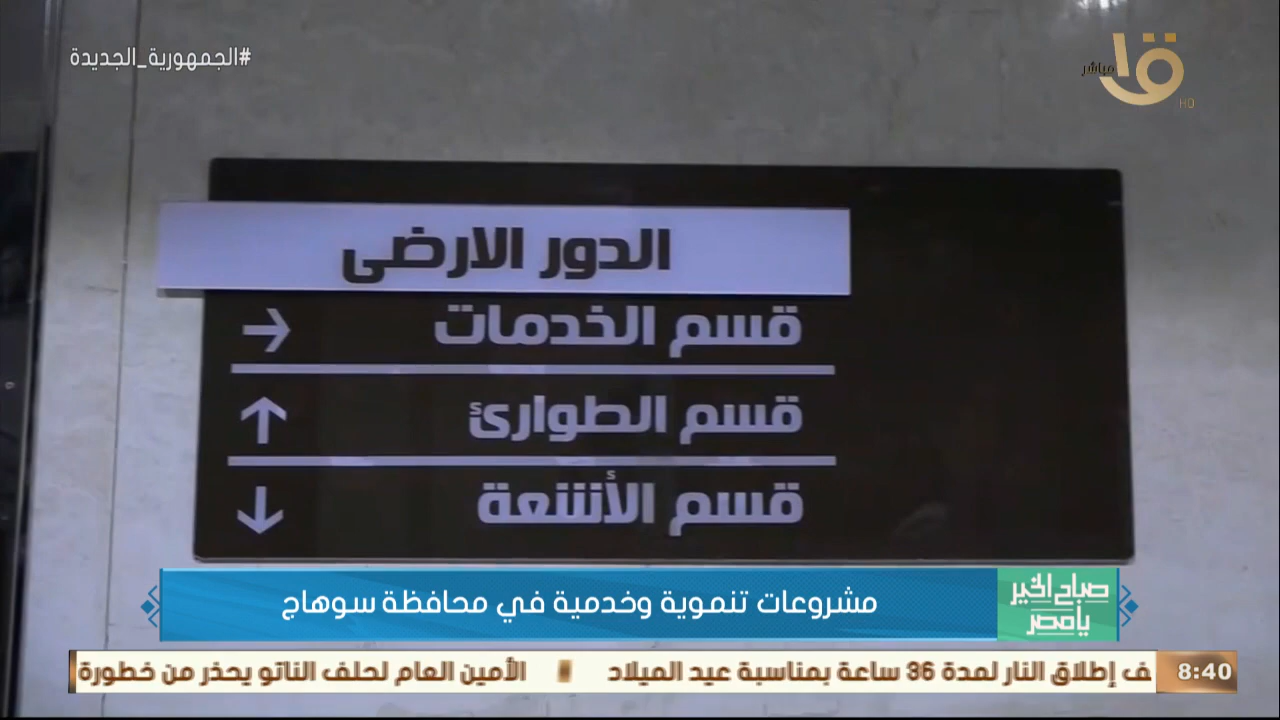 #الجمهورية_الجديدة
مباشر
HD
الدور الارضى
قسم الخدمات →
قسم الطوارئ ↑
قسم الأشعة ↓
صباح الخير
يا مصر
مشروعات تنموية وخدمية في محافظة سوهاج
8:40
ـف إطلاق النار لمدة 36 ساعة بمناسبة عيد الميلاد
الأمين العام لحلف الناتو يحذر من خطورة